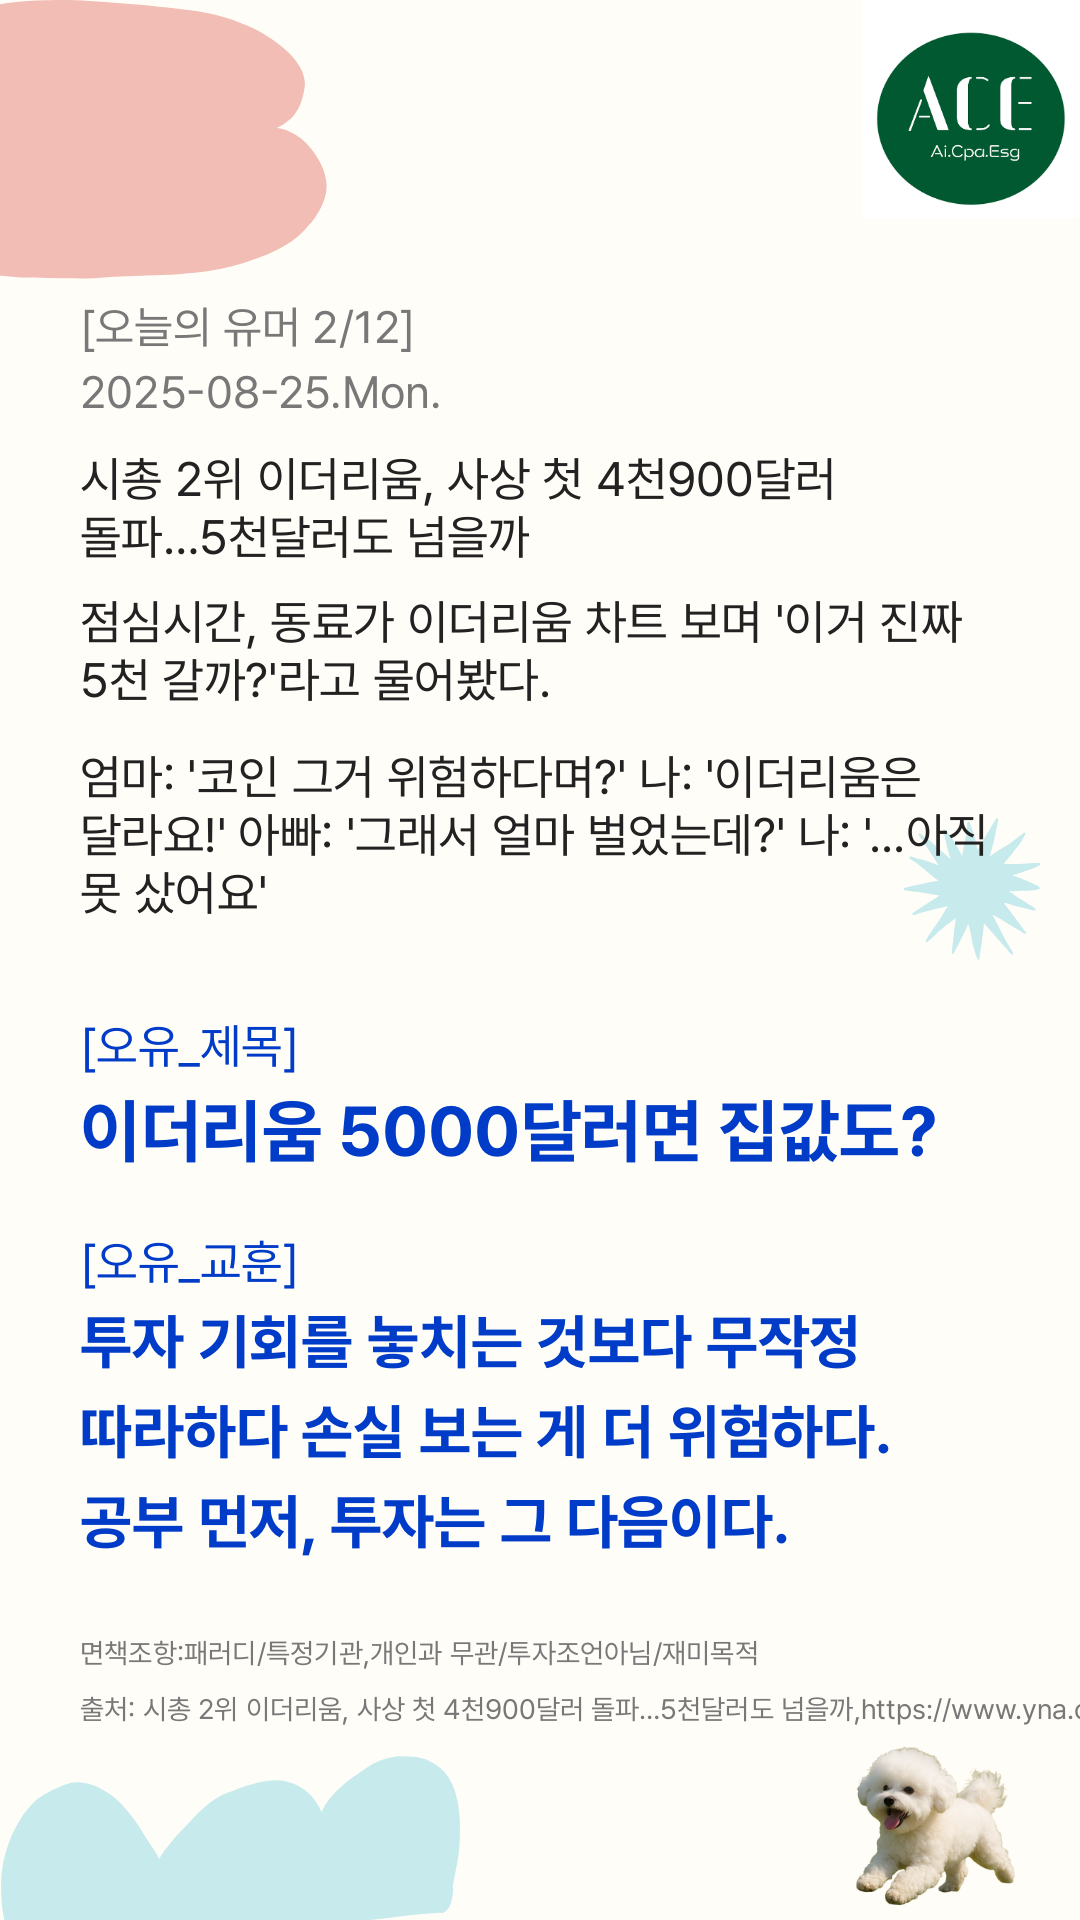 ACE
Ai.Cpa.Esg
[오늘의 유머 2/12]
2025-08-25.Mon.
시총 2위 이더리움, 사상 첫 4천900달러
돌파...5천달러도 넘을까
점심시간, 동료가 이더리움 차트 보며 '이거 진짜
5천 갈까?'라고 물어봤다.
엄마: '코인 그거 위험하다며?' 나: '이더리움은
달라요!' 아빠: '그래서 얼마 벌었는데?' 나: '...아직
못 샀어요'
[오유_제목]
이더리움 5000달러면 집값도?
[오유_교훈]
투자 기회를 놓치는 것보다 무작정
따라하다 손실 보는 게 더 위험하다.
공부 먼저, 투자는 그 다음이다.
면책조항:패러디/특정기관,개인과 무관/투자조언아님/재미목적
출처: 시총 2위 이더리움, 사상 첫 4천900달러 돌파...5천달러도 넘을까,https://www.yna.c